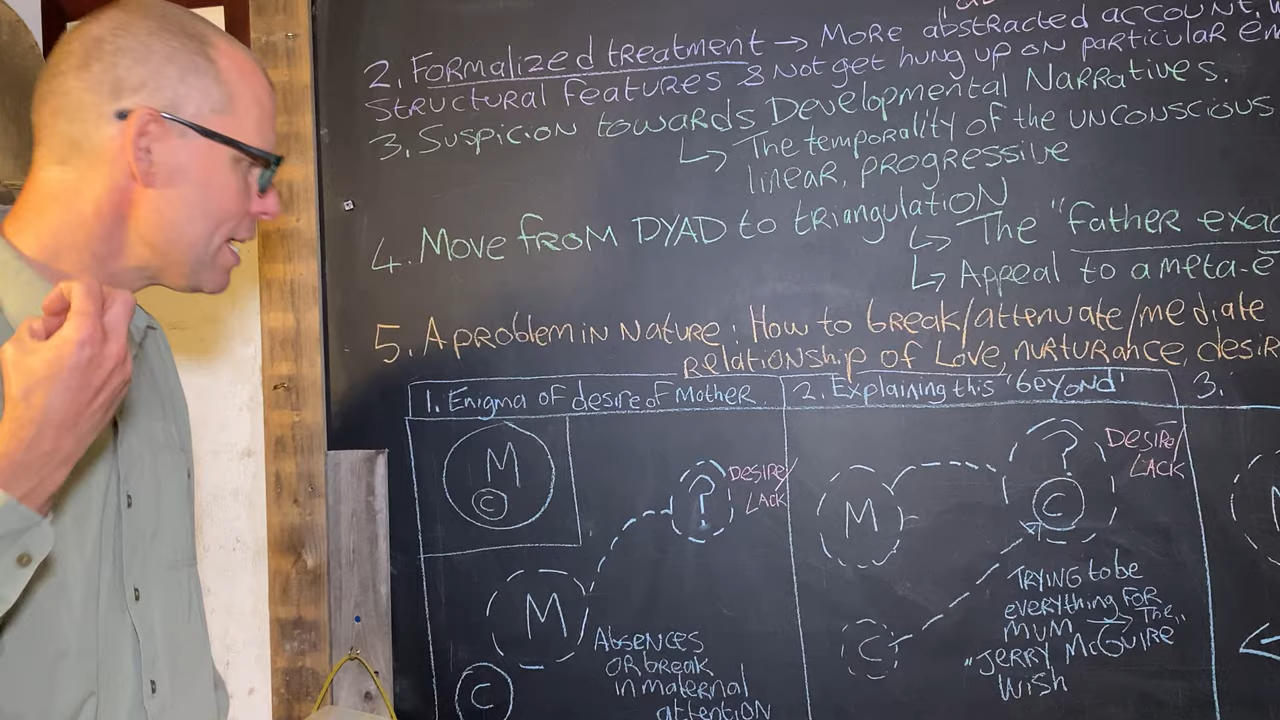 2. Formalized treatment → More abstracted account,
structural features & not get hung up on particular
3. Suspicion towards Developmental Narratives.
↳ The temporality of the unconscious
linear, progressive
4. Move from DYAD to triangulation
↳ The "father
↳ Appeal to a meta-
5. A problem in Nature: How to break/attenuate/mediate
relationship of Love, nurturance, desire
1. Enigma of desire of Mother.
M
C
?
DESIRE/
LACK
M
C
Absences
or break
in maternal
attention
2. Explaining this 'beyond'
M
?
C
DESIRE/
LACK
C
TRYING to be
everything for
mum → The
"JERRY McGUIRE"
wish
3.